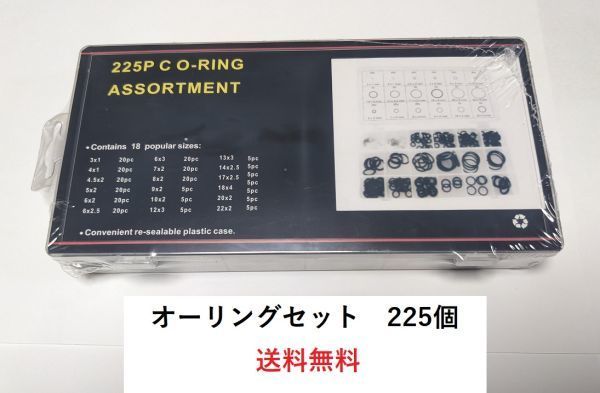 225P C O-RING
ASSORTMENT
•Contains 18 popular sizes:
3x1 20pc 6x3 20pc 13x3 5pc
4x1 20pc 7x2 20pc 14x2.5 5pc
4.5x2 20pc 8x2 20pc 17x2.5 5pc
5x2 20pc 9x2 5pc 18x4 5pc
6x2 20pc 10x2 5pc 20x2 5pc
6x2.5 20pc 12x3 5pc 22x2 5pc
•Convenient re-sealable plastic case.
オーリングセット 225個
送料無料